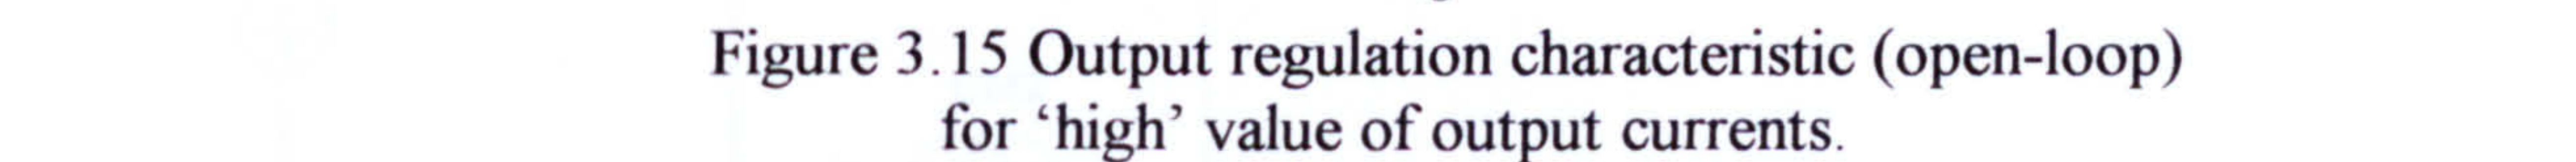 Figure 3.15 Output regulation characteristic (open-loop)
for ‘high’ value of output currents.